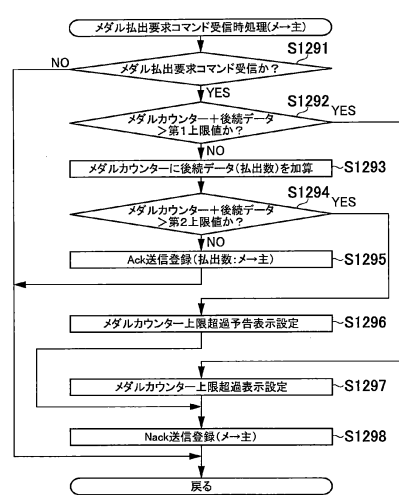 メダル払出要求コマンド受信時処理(メ→主)
S1291
NO
メダル払出要求コマンド受信か?
YES
S1292
YES
メダルカウンター+後続データ
>第1上限値か?
NO
メダルカウンターに後続データ(払出数)を加算
S1293
S1294
YES
メダルカウンター+後続データ
>第2上限値か?
NO
Ack送信登録(払出数:メ→主)
S1295
メダルカウンター上限超過予告表示設定
S1296
メダルカウンター上限超過表示設定
S1297
Nack送信登録(メ→主)
S1298
戻る